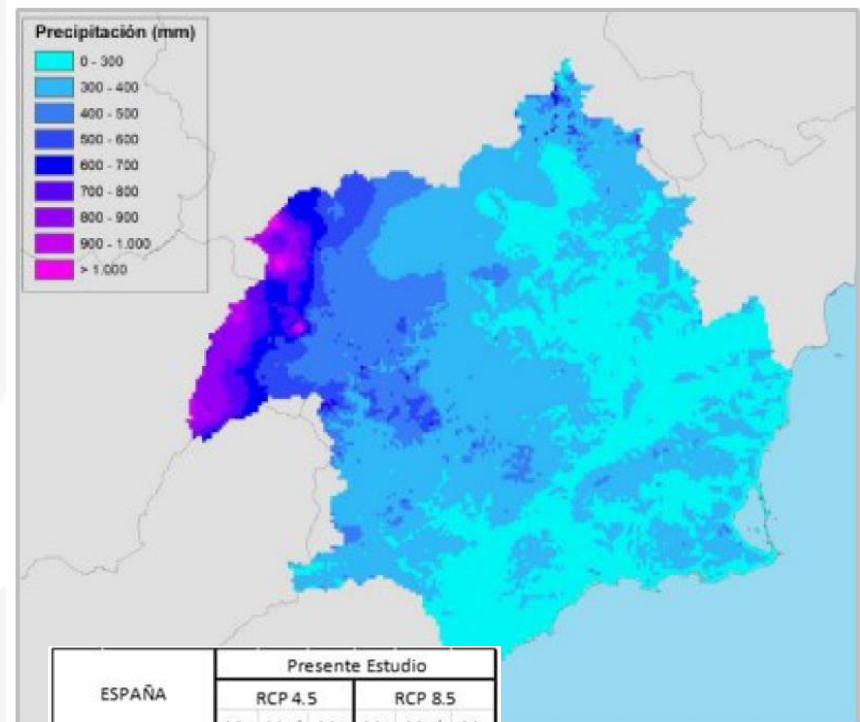 Precipitación (mm)
0 - 300
300 - 400
400 - 500
500 - 600
600 - 700
700 - 800
800 - 900
900 - 1.000
> 1.000
Presente Estudio
ESPAÑA
RCP 4.5 RCP 8.5